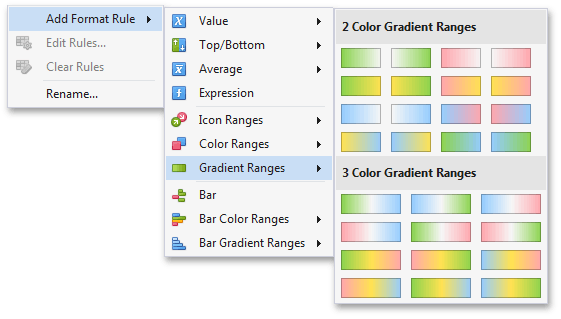 Add Format Rule
Edit Rules...
Clear Rules
Rename...
Value
Top/Bottom
Average
Expression
Icon Ranges
Color Ranges
Gradient Ranges
Bar
Bar Color Ranges
Bar Gradient Ranges
2 Color Gradient Ranges
3 Color Gradient Ranges